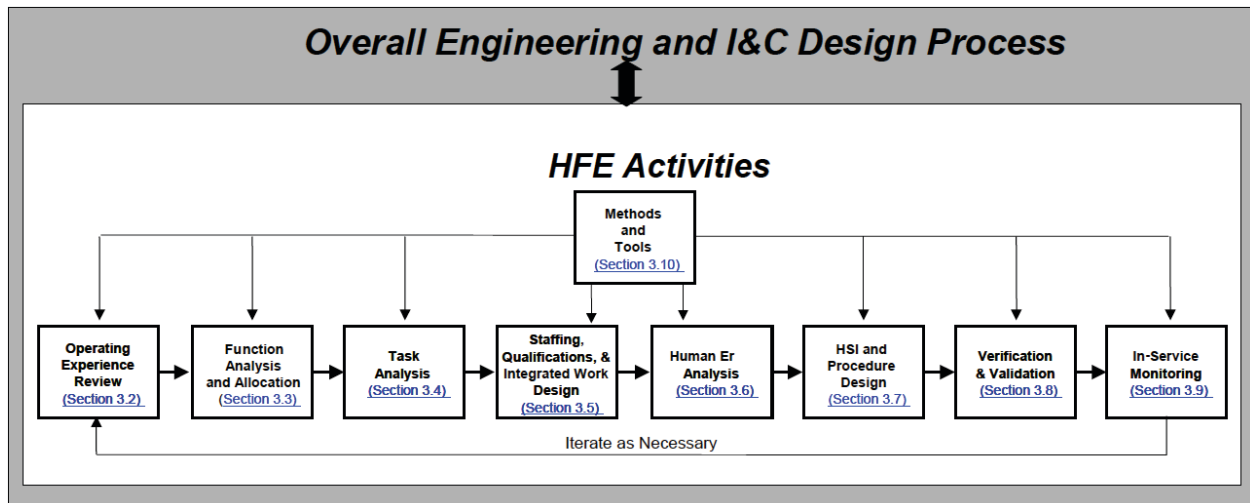 Overall Engineering and I&C Design Process
HFE Activities
Methods
and
Tools
(Section 3.10)
Operating
Experience
Review
(Section 3.2)
Function
Analysis
and Allocation
(Section 3.3)
Task
Analysis
(Section 3.4)
Staffing,
Qualifications, &
Integrated Work
Design
(Section 3.5)
Human Er
Analysis
(Section 3.6)
HSI and
Procedure
Design
(Section 3.7)
Verification
& Validation
(Section 3.8)
In-Service
Monitoring
(Section 3.9)
Iterate as Necessary